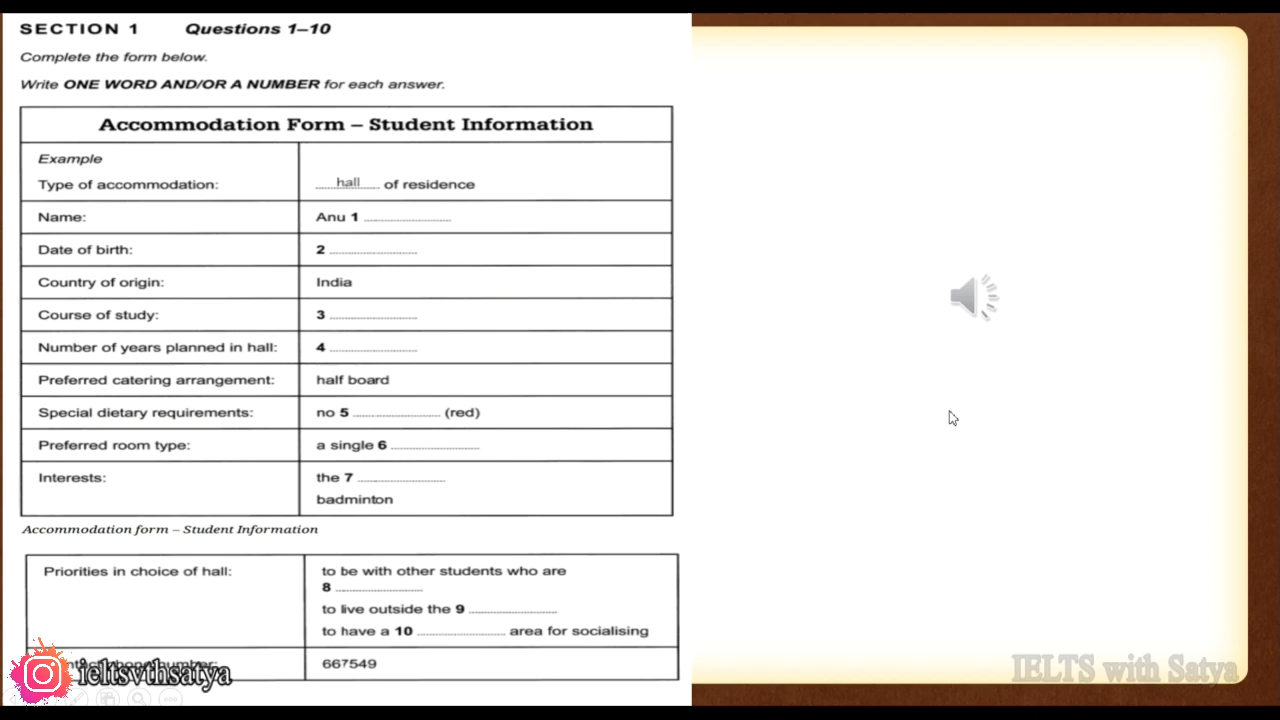 SECTION 1 Questions 1–10
Complete the form below.
Write ONE WORD AND/OR A NUMBER for each answer.
Accommodation Form – Student Information
Example
Type of accommodation: hall of residence
Name: Anu 1
Date of birth: 2
Country of origin: India
Course of study: 3
Number of years planned in hall: 4
Preferred catering arrangement: half board
Special dietary requirements: no 5 (red)
Preferred room type: a single 6
Interests: the 7
badminton
Accommodation form – Student Information
Priorities in choice of hall: to be with other students who are
8
to live outside the 9
to have a 10 area for socialising
number: 667549
ieltsvthsatya
IELTS with Satya